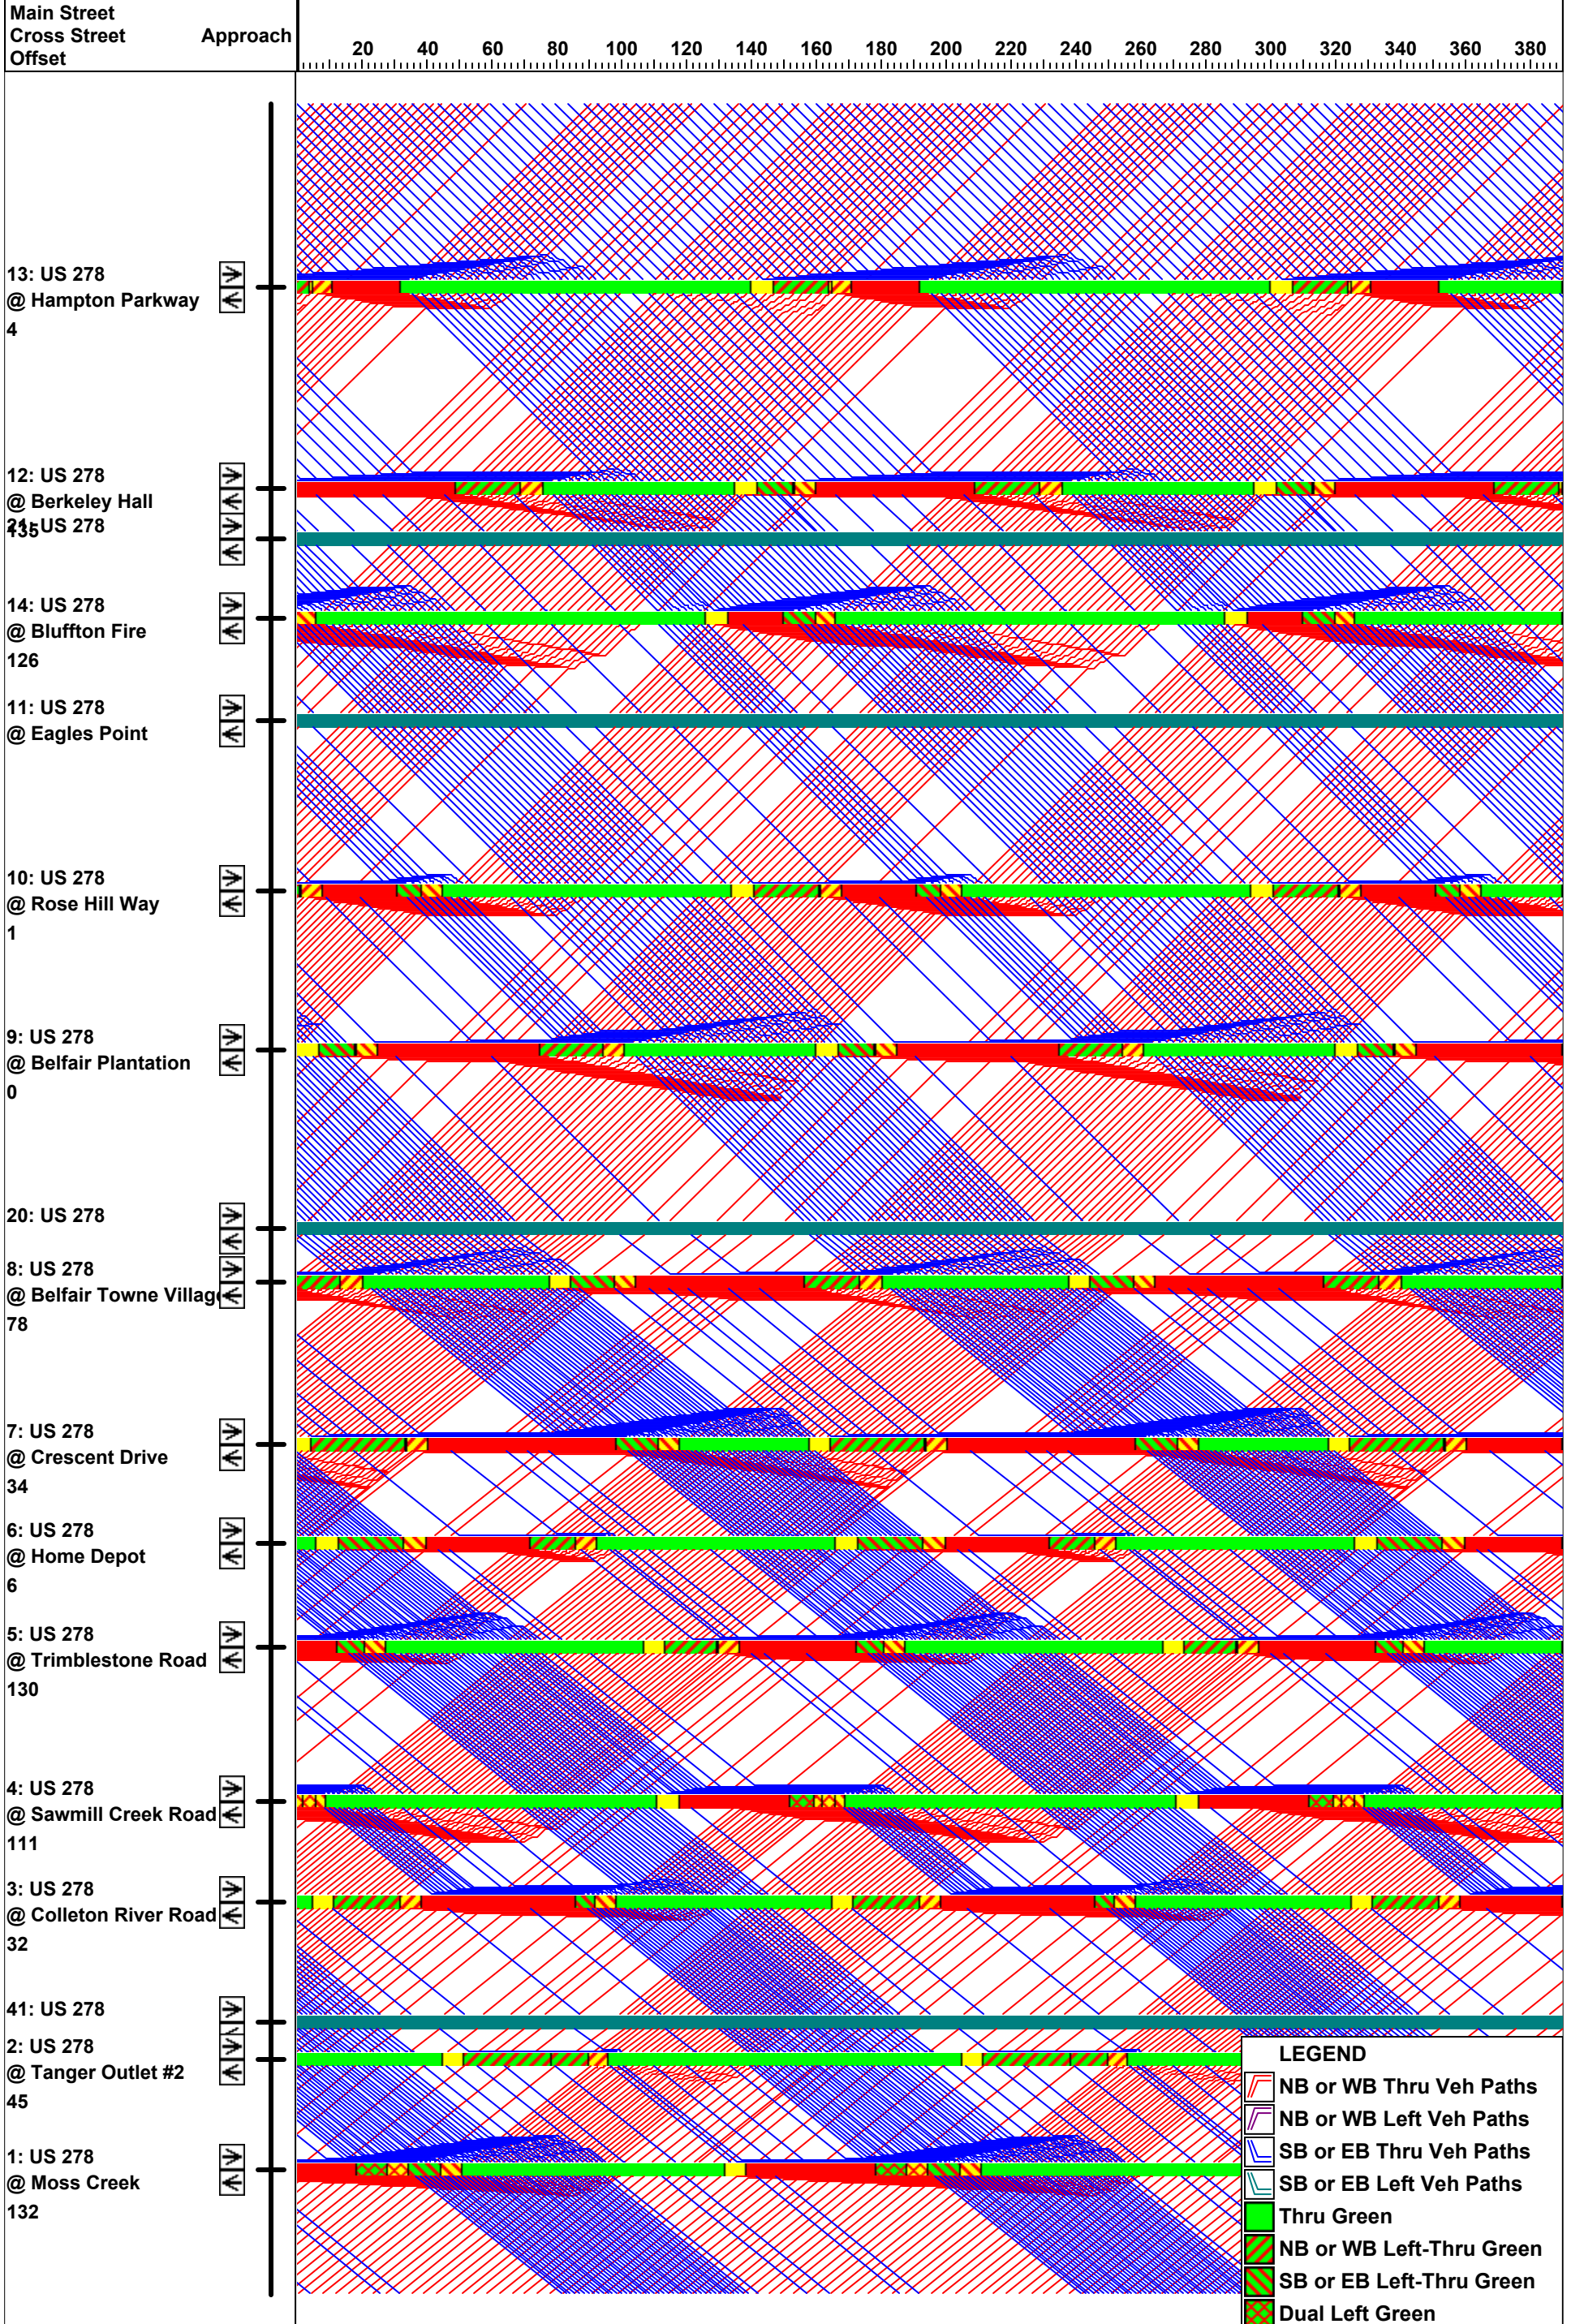 Main Street
Cross Street Approach
Offset
20 40 60 80 100 120 140 160 180 200 220 240 260 280 300 320 340 360 380
13: US 278
@ Hampton Parkway
4
12: US 278
@ Berkeley Hall
135
21: US 278
14: US 278
@ Bluffton Fire
126
11: US 278
@ Eagles Point
10: US 278
@ Rose Hill Way
1
9: US 278
@ Belfair Plantation
0
20: US 278
8: US 278
@ Belfair Towne Village
78
7: US 278
@ Crescent Drive
34
6: US 278
@ Home Depot
6
5: US 278
@ Trimblestone Road
130
4: US 278
@ Sawmill Creek Road
111
3: US 278
@ Colleton River Road
32
41: US 278
2: US 278
@ Tanger Outlet #2
45
1: US 278
@ Moss Creek
132
LEGEND
NB or WB Thru Veh Paths
NB or WB Left Veh Paths
SB or EB Thru Veh Paths
SB or EB Left Veh Paths
Thru Green
NB or WB Left-Thru Green
SB or EB Left-Thru Green
Dual Left Green